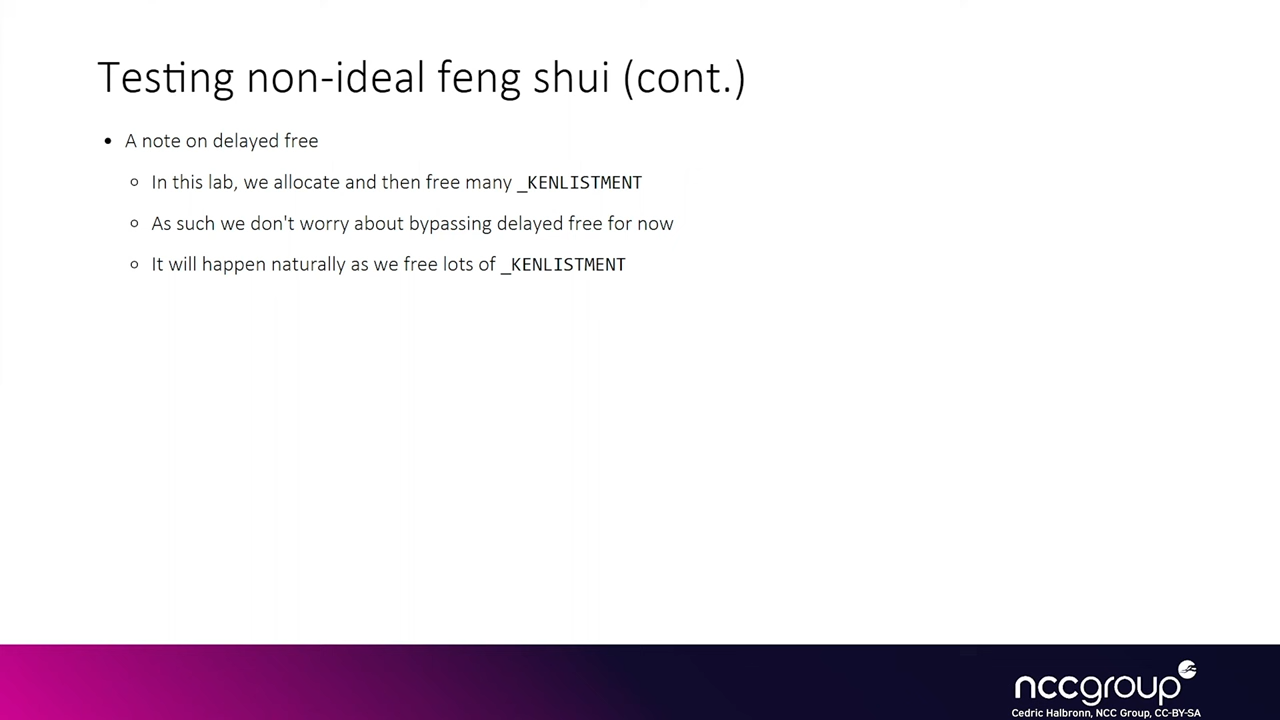 Testing non-ideal feng shui (cont.)
• A note on delayed free
○ In this lab, we allocate and then free many _KENLISTMENT
○ As such we don't worry about bypassing delayed free for now
○ It will happen naturally as we free lots of _KENLISTMENT
nccgroup
Cedric Halbronn, NCC Group, CC-BY-SA